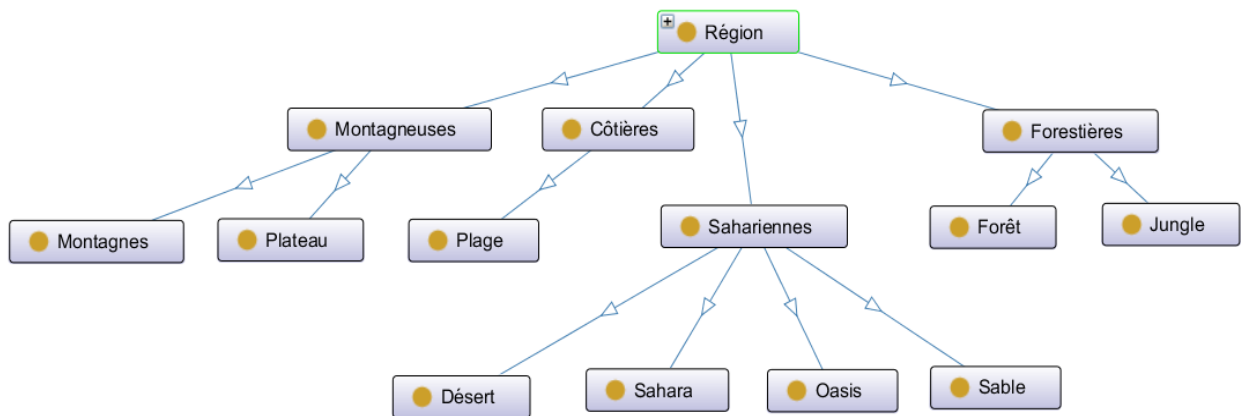 Région
Montagneuses
Côtières
Forestières
Montagnes
Plateau
Plage
Sahariennes
Forêt
Jungle
Désert
Sahara
Oasis
Sable